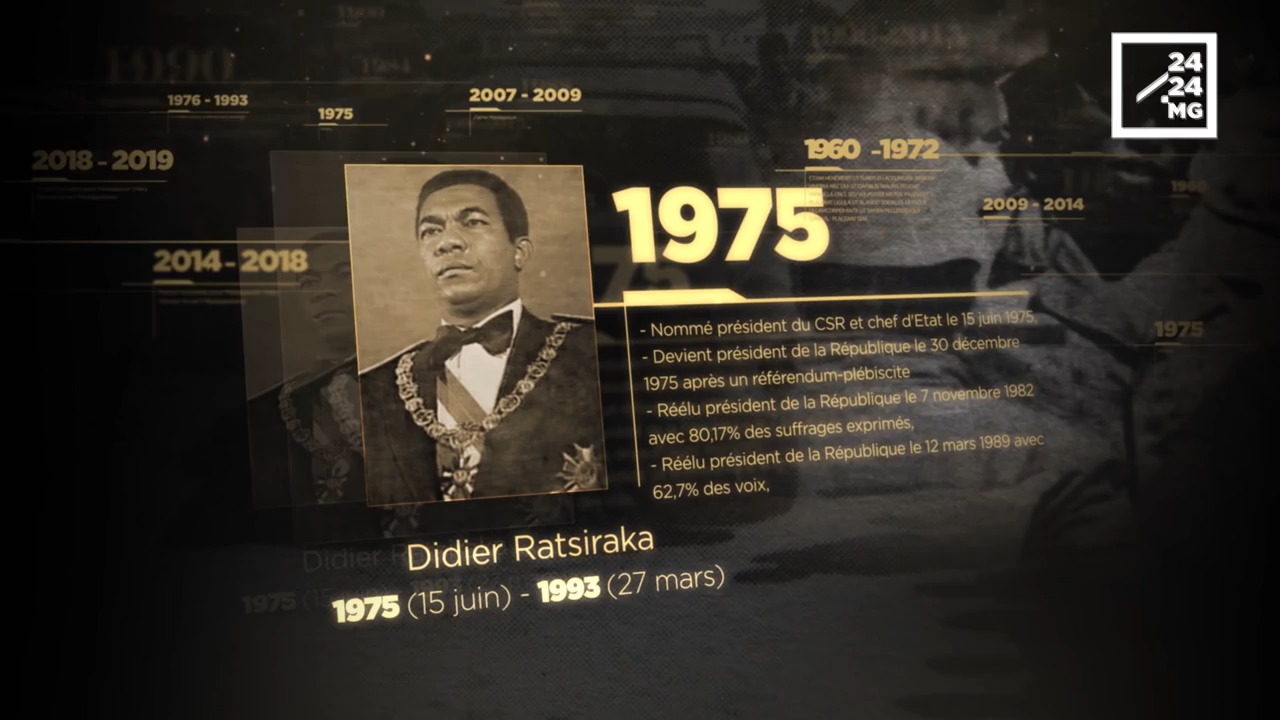 24
24
MG
1990
1976 - 1993
1975
2007 - 2009
2018 - 2019
1960 -1972
2009 - 2014
2014 - 2018
1975
1975
- Nommé président du CSR et chef d'Etat le 15 juin 1975,
- Devient président de la République le 30 décembre
1975 après un référendum-plébiscite
- Réélu président de la République le 7 novembre 1982
avec 80,17% des suffrages exprimés,
- Réélu président de la République le 12 mars 1989 avec
62,7% des voix,
Didier Ratsiraka
1975 (15 juin) - 1993 (27 mars)